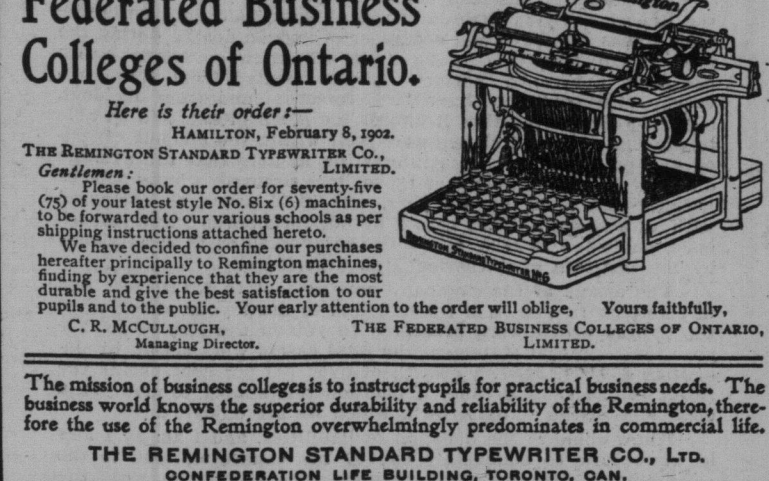 Federated Business
Colleges of Ontario.
Here is their order:—
HAMILTON, February 8, 1902.
THE REMINGTON STANDARD TYPEWRITER CO.,
LIMITED.
Gentlemen:
Please book our order for seventy-five
(75) of your latest style No. 8ix (6) machines,
to be forwarded to our various schools as per
shipping instructions attached hereto.
We have decided to confine our purchases
hereafter principally to Remington machines,
finding by experience that they are the most
durable and give the best satisfaction to our
pupils and to the public. Your early attention to the order will oblige, Yours faithfully,
C. R. MCCULLOUGH, THE FEDERATED BUSINESS COLLEGES OF ONTARIO,
Managing Director. LIMITED.
REMINGTON STANDARD TYPEWRITER No 6
The mission of business colleges is to instruct pupils for practical business needs. The
business world knows the superior durability and reliability of the Remington, there-
fore the use of the Remington overwhelmingly predominates in commercial life.
THE REMINGTON STANDARD TYPEWRITER CO., LTD.
CONFEDERATION LIFE BUILDING, TORONTO, CAN.